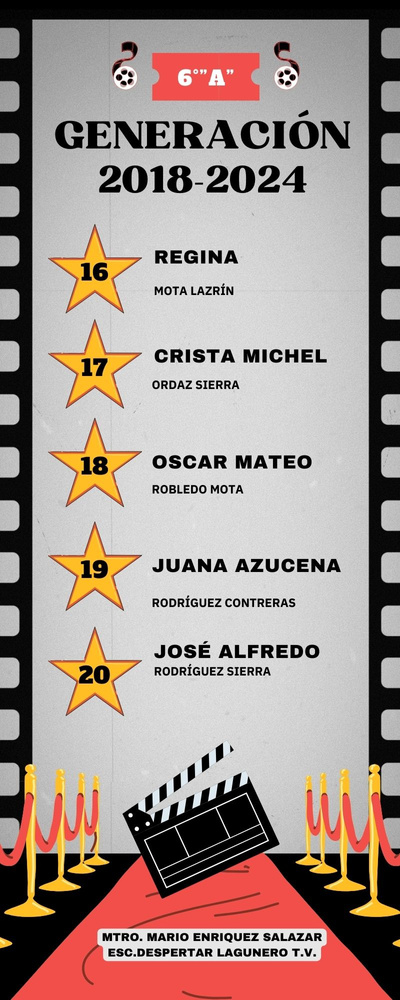 6°"A"
GENERACIÓN
2018-2024
16
REGINA
MOTA LAZRÍN
17
CRISTA MICHEL
ORDAZ SIERRA
18
OSCAR MATEO
ROBLEDO MOTA
19
JUANA AZUCENA
RODRÍGUEZ CONTRERAS
20
JOSÉ ALFREDO
RODRÍGUEZ SIERRA
MTRO. MARIO ENRIQUEZ SALAZAR
ESC.DESPERTAR LAGUNERO T.V.